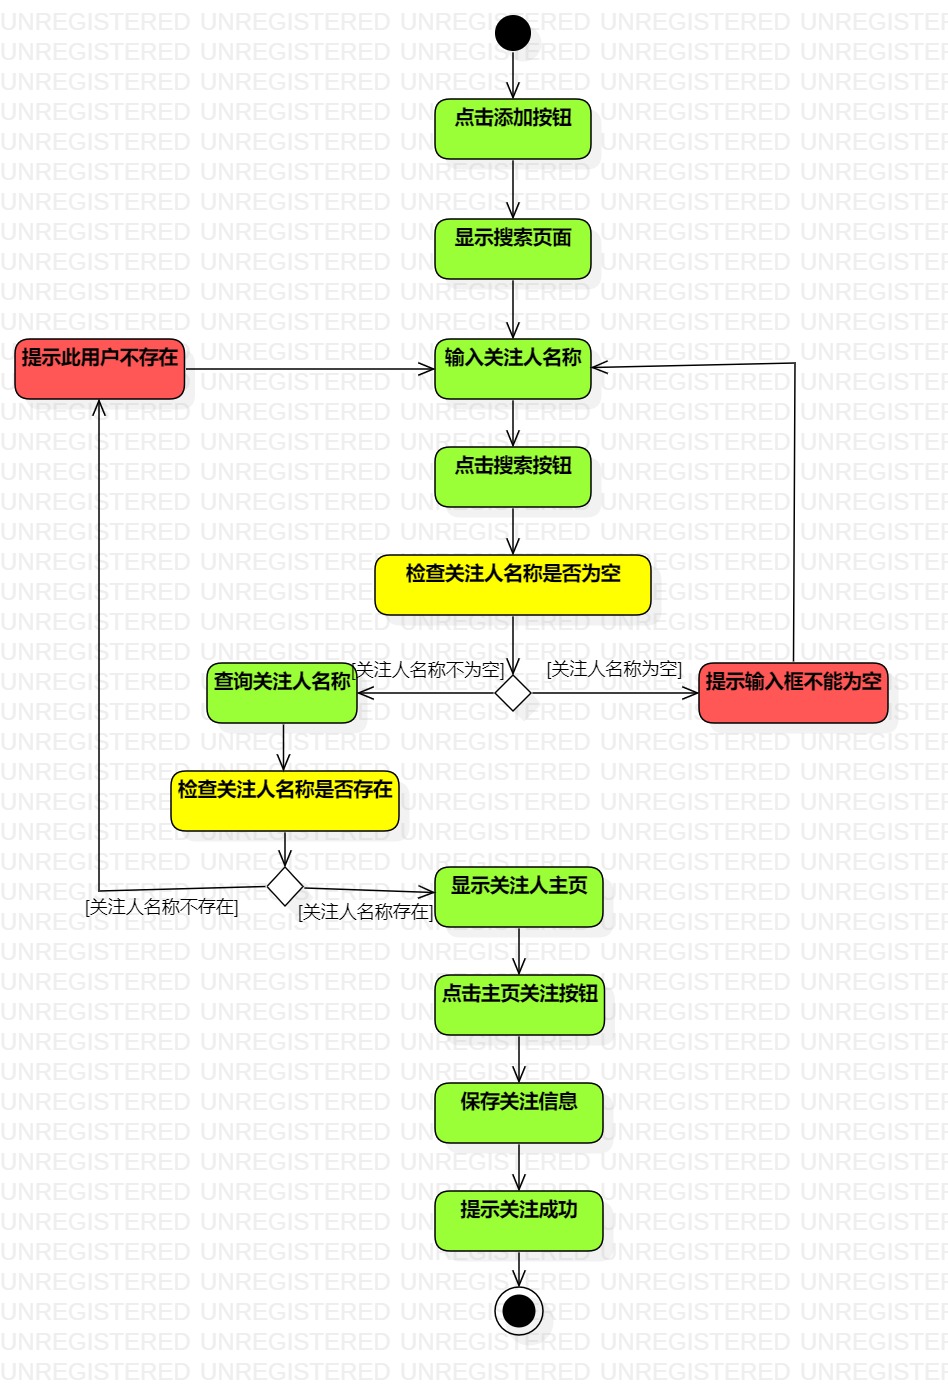 点击添加按钮
显示搜索页面
提示此用户不存在
输入关注人名称
点击搜索按钮
检查关注人名称是否为空
[关注人名称不为空]
[关注人名称为空]
查询关注人名称
提示输入框不能为空
检查关注人名称是否存在
[关注人名称不存在]
[关注人名称存在]
显示关注人主页
点击主页关注按钮
保存关注信息
提示关注成功
UNREGISTERED